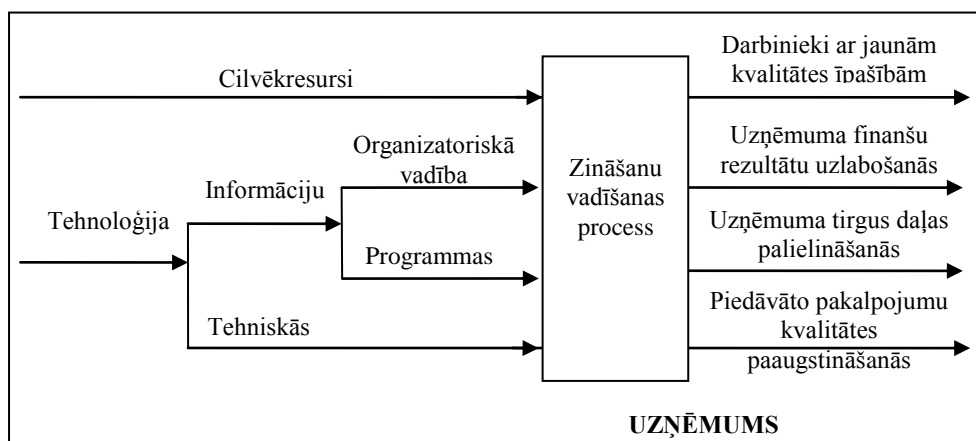 Cilvēkresursi
Tehnoloģija
Informāciju
Organizatoriskā
vadība
Programmas
Tehniskās
Zināšanu
vadīšanas
process
Darbinieki ar jaunām
kvalitātes īpašībām
Uzņēmuma finanšu
rezultātu uzlabošanās
Uzņēmuma tirgus daļas
palielināšanās
Piedāvāto pakalpojumu
kvalitātes
paaugstināšanās
UZŅĒMUMS